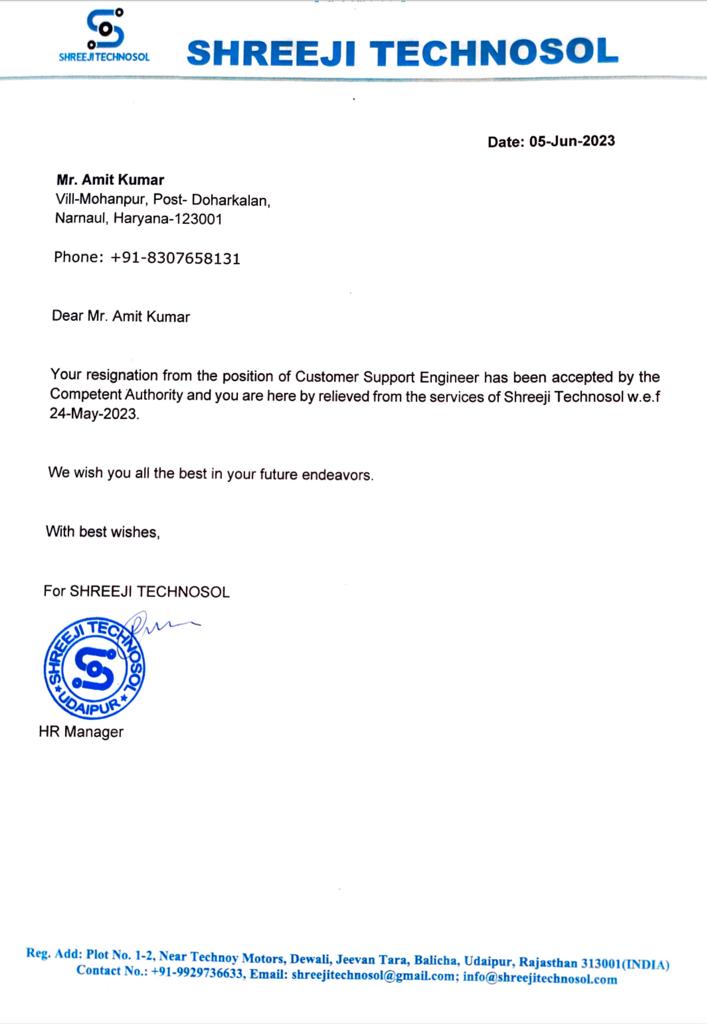 SHREEJI TECHNOSOL
SHREEJI TECHNOSOL
Date: 05-Jun-2023
Mr. Amit Kumar
Vill-Mohanpur, Post- Doharkalan,
Narnaul, Haryana-123001
Phone: +91-8307658131
Dear Mr. Amit Kumar
Your resignation from the position of Customer Support Engineer has been accepted by the
Competent Authority and you are here by relieved from the services of Shreeji Technosol w.e.f
24-May-2023.
We wish you all the best in your future endeavors.
With best wishes,
For SHREEJI TECHNOSOL
SHREEJI TECHNOSOL
UDAIPUR
HR Manager
Reg. Add: Plot No. 1-2, Near Technoy Motors, Dewali, Jeevan Tara, Balicha, Udaipur, Rajasthan 313001(INDIA)
Contact No.: +91-9929736633, Email: shreejitechnosol@gmail.com; info@shreejitechnosol.com